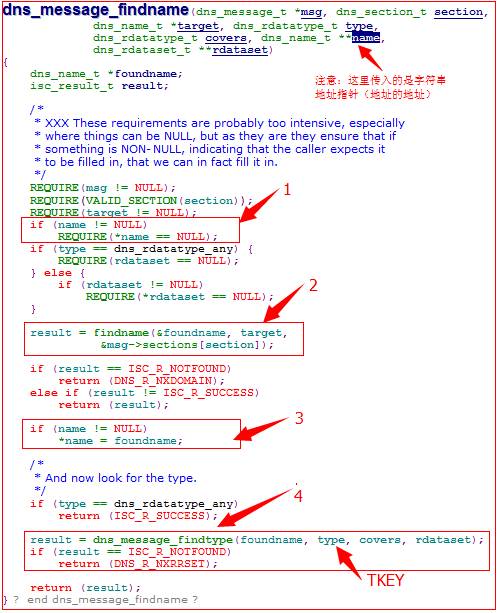 dns_message_findname(dns_message_t *msg, dns_section_t section,
dns_name_t *target, dns_rdatatype_t type,
dns_rdatatype_t covers, dns_name_t **name,
dns_rdataset_t **rdataset)
注意：这里传入的是字符串
地址指针（地址的地址）
{
dns_name_t *foundname;
isc_result_t result;
/*
* XXX These requirements are probably too intensive, especially
* where things can be NULL, but as they are they ensure that if
* something is NON-NULL, indicating that the caller expects it
* to be filled in, that we can in fact fill it in.
*/
REQUIRE(msg != NULL);
REQUIRE(VALID_SECTION(section));
REQUIRE(target != NULL);
1
if (name != NULL)
REQUIRE(*name == NULL);
if (type == dns_rdatatype_any) {
REQUIRE(rdataset == NULL);
} else {
if (rdataset != NULL)
REQUIRE(*rdataset == NULL);
}
2
result = findname(&foundname, target,
&msg->sections[section]);
if (result == ISC_R_NOTFOUND)
return (DNS_R_NXDOMAIN);
else if (result != ISC_R_SUCCESS)
return (result);
3
if (name != NULL)
*name = foundname;
/*
* And now look for the type.
*/
4
if (type == dns_rdatatype_any)
return (ISC_R_SUCCESS);
result = dns_message_findtype(foundname, type, covers, rdataset);
if (result == ISC_R_NOTFOUND)
return (DNS_R_NXRRSET);
TKEY
return (result);
} ? end dns_message_findname ?